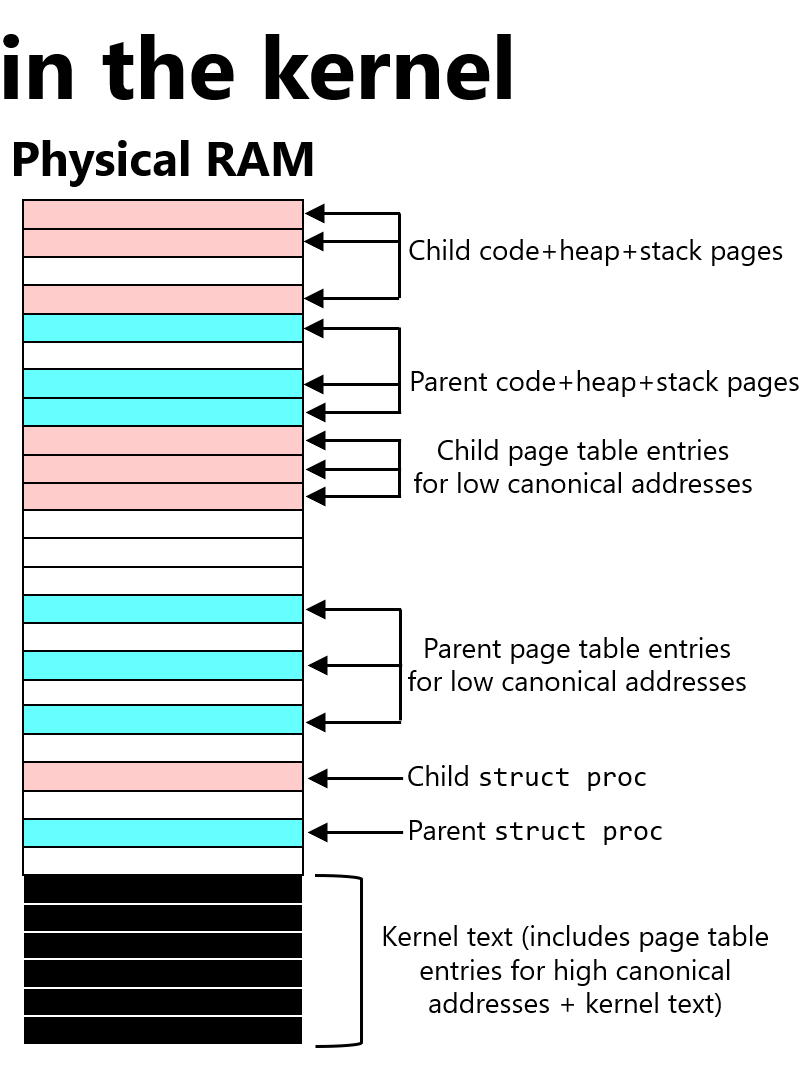 in the kernel
Physical RAM
Child code+heap+stack pages
Parent code+heap+stack pages
Child page table entries
for low canonical addresses
Parent page table entries
for low canonical addresses
Child struct proc
Parent struct proc
Kernel text (includes page table
entries for high canonical
addresses + kernel text)